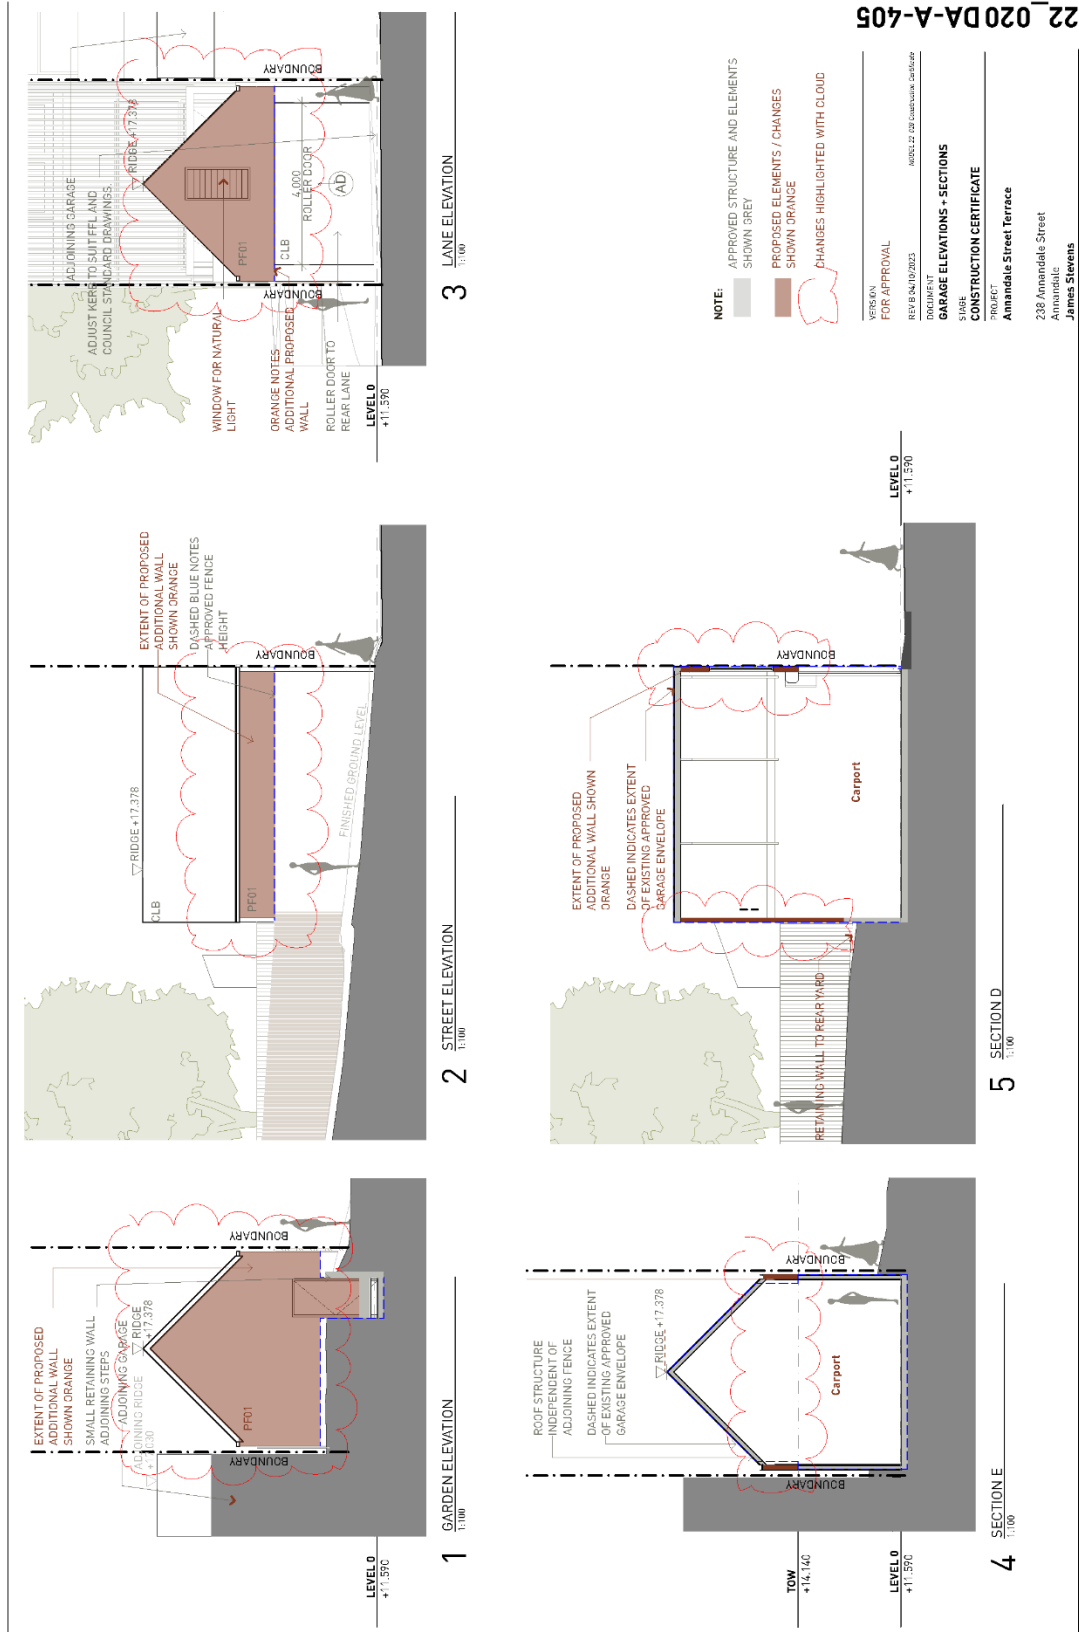 EXTENT OF PROPOSED
ADDITIONAL WALL
SHOWN ORANGE
SMALL RETAINING WALL
ADJOINING STEPS
ADJOINING GARAGE
ADJOINING RIDGE
RIDGE
+17.378
PF01
BOUNDARY
BOUNDARY
LEVEL 0
+11.590
1 GARDEN ELEVATION
1:100
RIDGE +17.378
CLB
PF01
EXTENT OF PROPOSED
ADDITIONAL WALL
SHOWN ORANGE
DASHED BLUE NOTES
APPROVED FENCE
HEIGHT
BOUNDARY
FINISHED GROUND LEVEL
2 STREET ELEVATION
1:100
ADJOINING GARAGE
ADJUST KERB TO SUIT FFL AND
COUNCIL STANDARD DRAWINGS.
RIDGE +17.378
BOUNDARY
BOUNDARY
PF01
CLB
4,000
ROLLER DOOR
AD
WINDOW FOR NATURAL
LIGHT
ORANGE NOTES
ADDITIONAL PROPOSED
WALL
ROLLER DOOR TO
REAR LANE
LEVEL 0
+11.590
3 LANE ELEVATION
1:100
ROOF STRUCTURE
INDEPENDENT OF
ADJOINING FENCE
DASHED INDICATES EXTENT
OF EXISTING APPROVED
GARAGE ENVELOPE
RIDGE +17.378
BOUNDARY
BOUNDARY
Carport
TOW
+14.140
LEVEL 0
+11.590
4 SECTION E
1:100
EXTENT OF PROPOSED
ADDITIONAL WALL SHOWN
ORANGE
DASHED INDICATES EXTENT
OF EXISTING APPROVED
GARAGE ENVELOPE
BOUNDARY
Carport
RETAINING WALL TO REAR YARD
LEVEL 0
+11.590
5 SECTION D
1:100
NOTE:
APPROVED STRUCTURE AND ELEMENTS
SHOWN GREY
PROPOSED ELEMENTS / CHANGES
SHOWN ORANGE
CHANGES HIGHLIGHTED WITH CLOUD
VERSION
FOR APPROVAL
REV B 04/10/2023
DOCUMENT
GARAGE ELEVATIONS + SECTIONS
STAGE
CONSTRUCTION CERTIFICATE
PROJECT
Annandale Street Terrace
238 Annandale Street
Annandale
James Stevens
22_020 DA-A-405